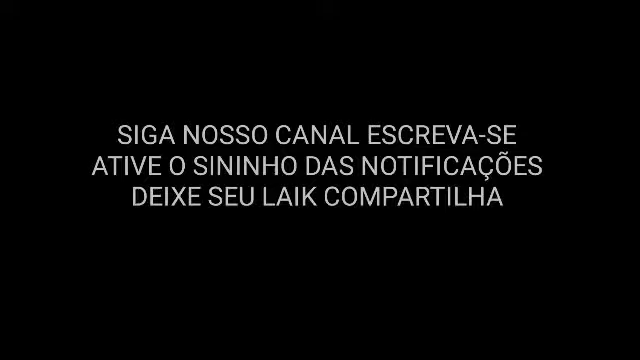 SIGA NOSSO CANAL ESCREVA-SE
ATIVE O SININHO DAS NOTIFICAÇÕES
DEIXE SEU LAIK COMPARTILHA